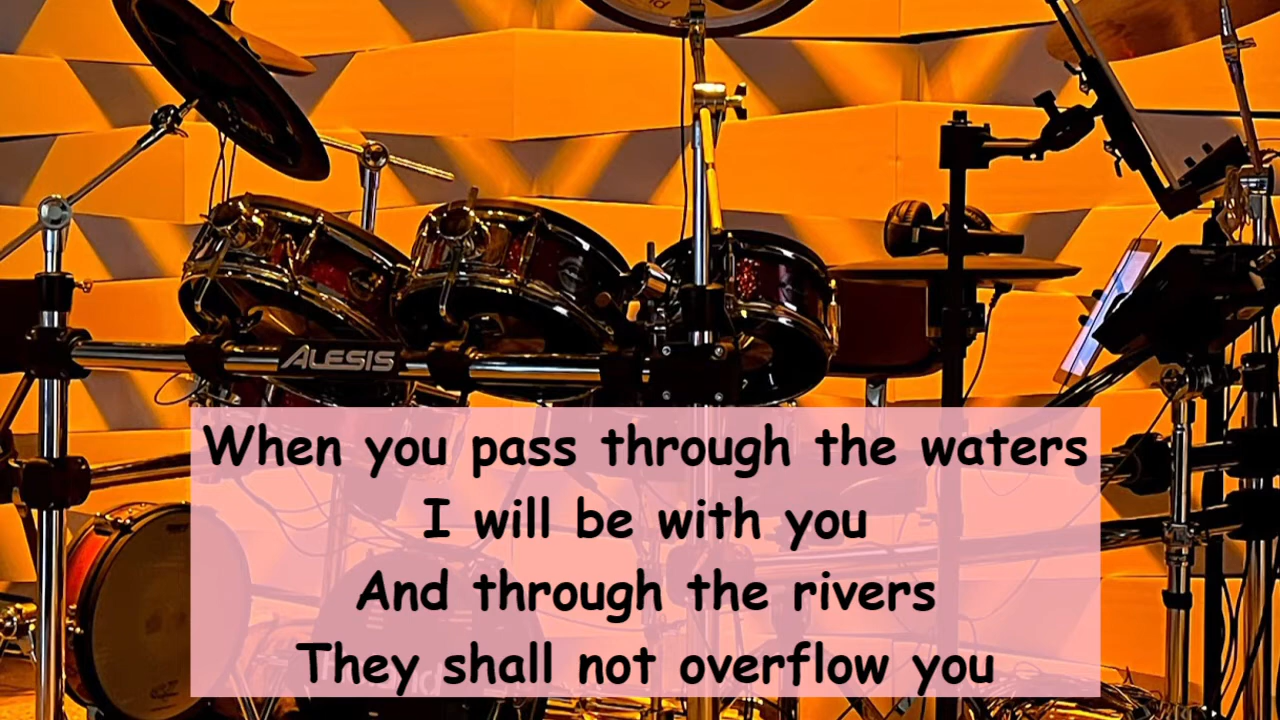 ALESIS
When you pass through the waters
I will be with you
And through the rivers
They shall not overflow you